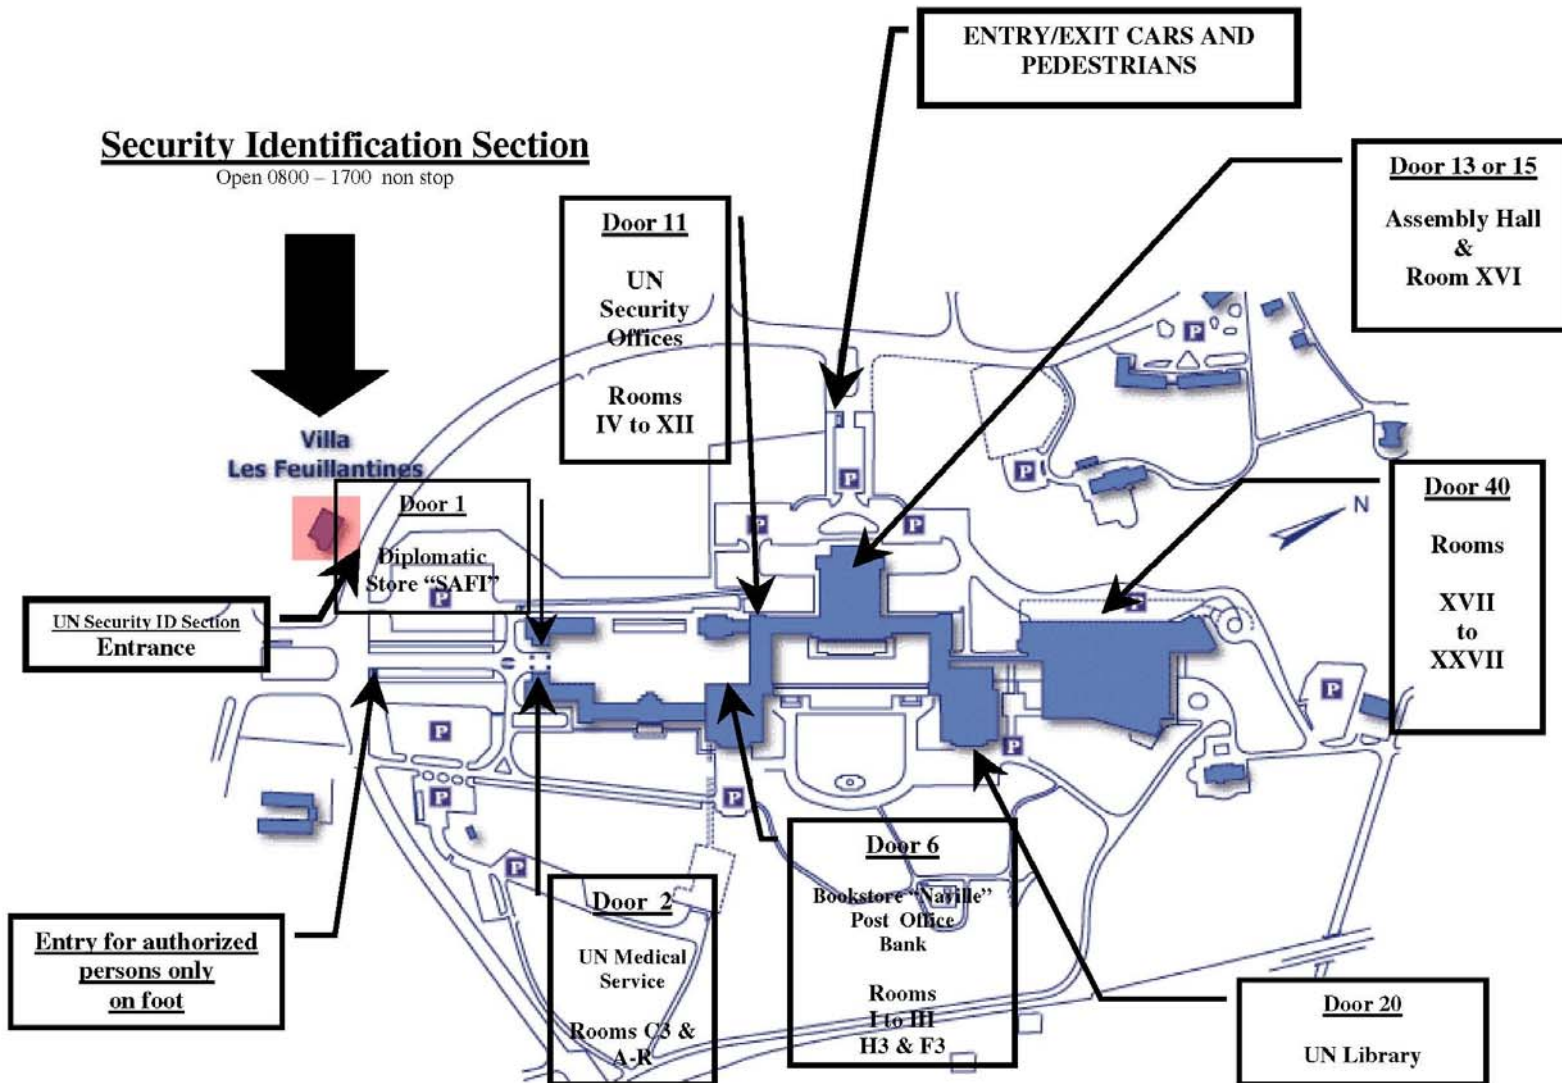 ENTRY/EXIT CARS AND
PEDESTRIANS
Security Identification Section
Open 0800 – 1700 non stop
Door 13 or 15
Assembly Hall
&
Room XVI
Door 11
UN
Security
Offices
Rooms
IV to XII
Villa
Les Feuillantines
Door 1
Diplomatic
Store “SAFI”
Door 40
Rooms
XVII
to
XXVII
N
UN Security ID Section
Entrance
P
P
P
P
P
P
P
P
P
P
P
P
P
Entry for authorized
persons only
on foot
Door 2
UN Medical
Service
Rooms C3 &
A-R
Door 6
Bookstore “Naville”
Post Office
Bank
Rooms
I to III
H3 & F3
Door 20
UN Library